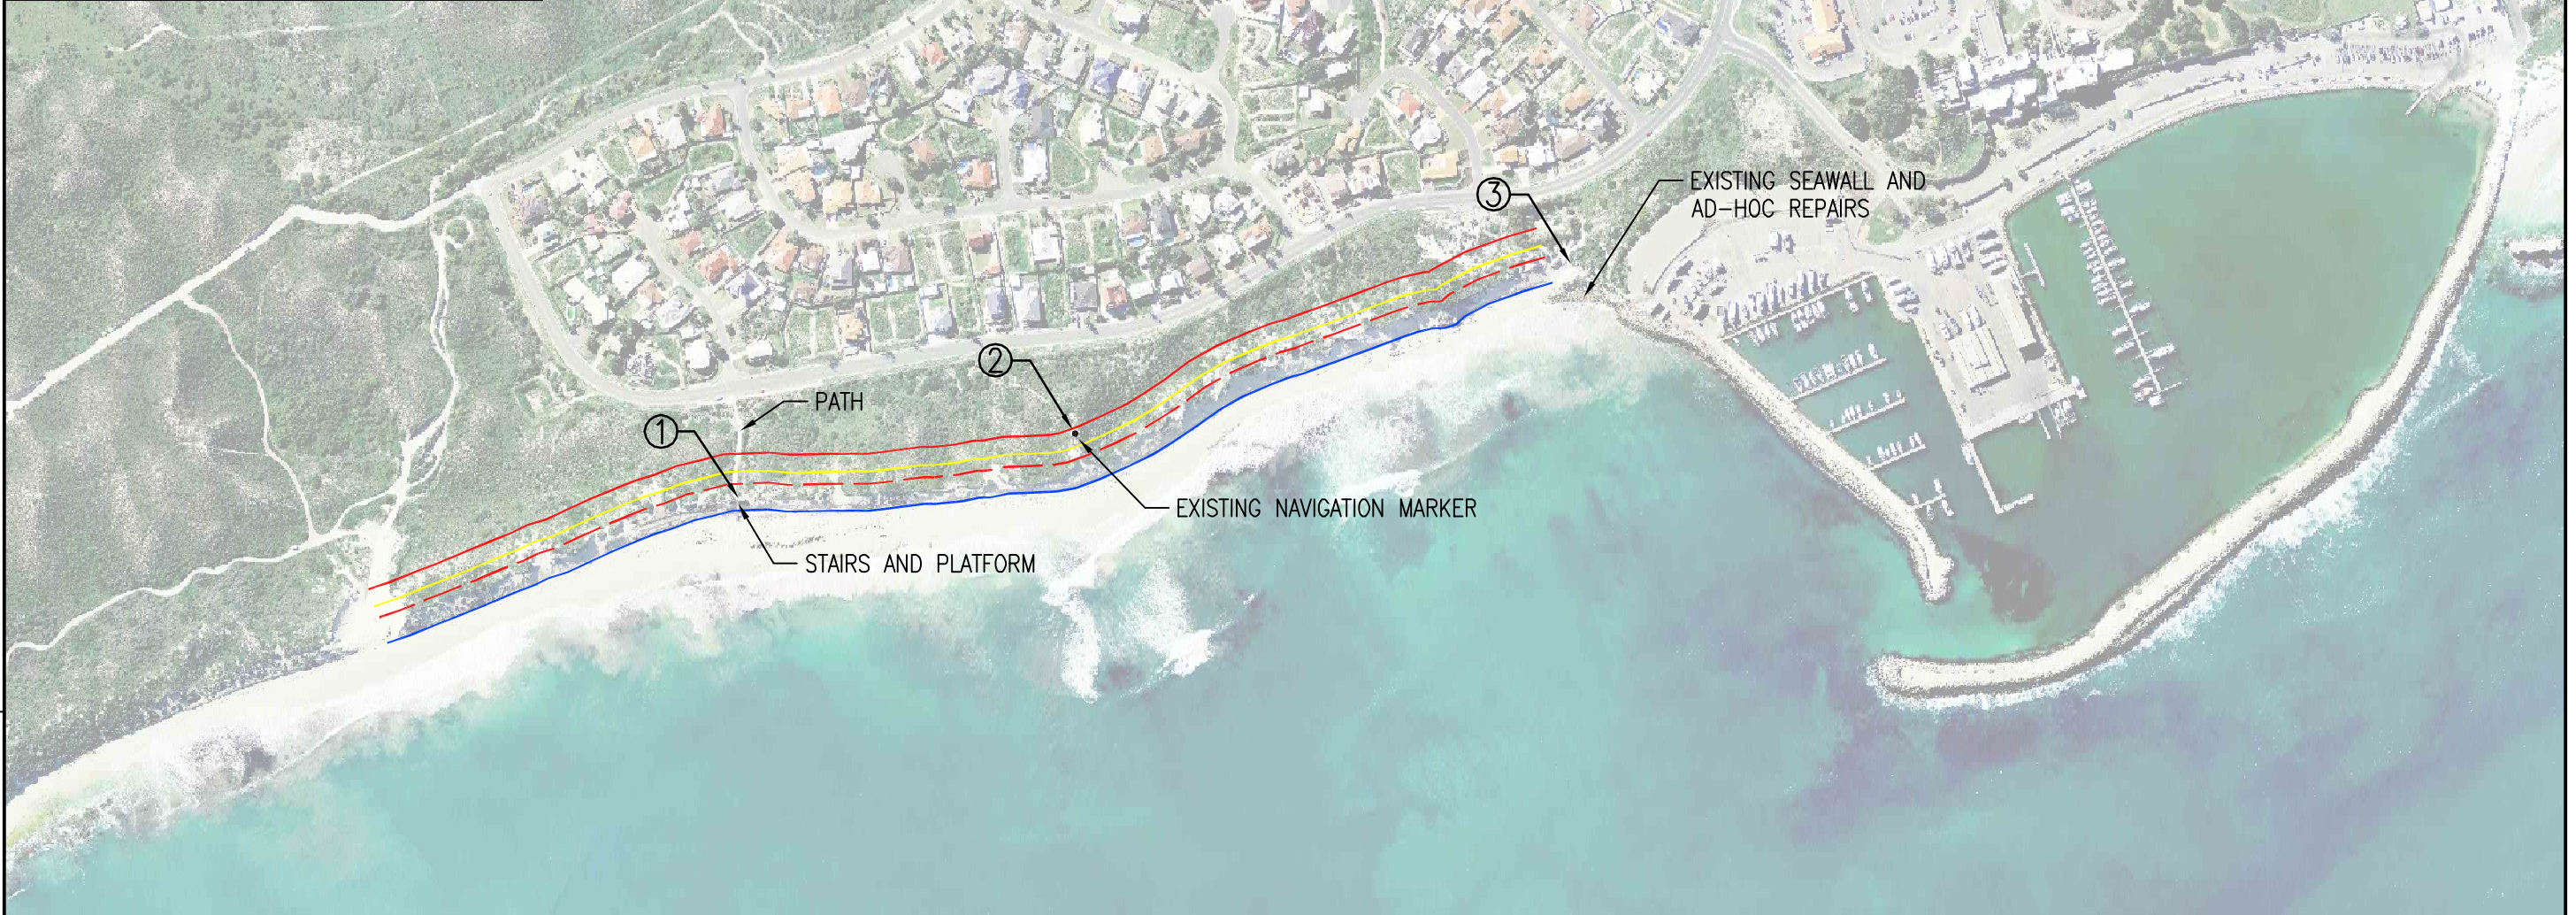 ③
EXISTING SEAWALL AND
AD-HOC REPAIRS
②
PATH
①
EXISTING NAVIGATION MARKER
STAIRS AND PLATFORM